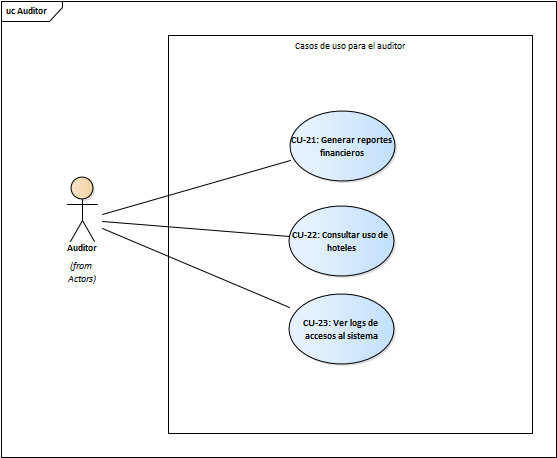 uc Auditor
Casos de uso para el auditor
CU-21: Generar reportes
financieros
CU-22: Consultar uso de
hoteles
Auditor
(from
Actors)
CU-23: Ver logs de
accesos al sistema